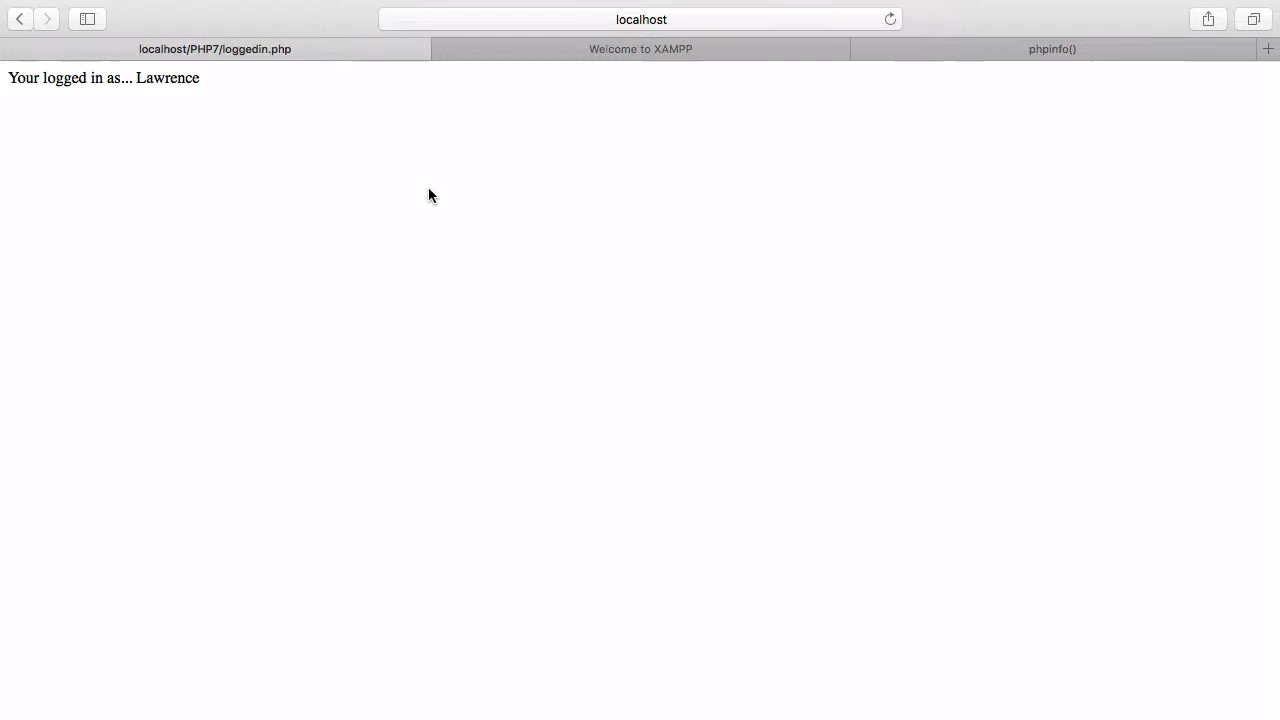 localhost
localhost/PHP7/loggedin.php
Welcome to XAMPP
phpinfo()
Your logged in as... Lawrence